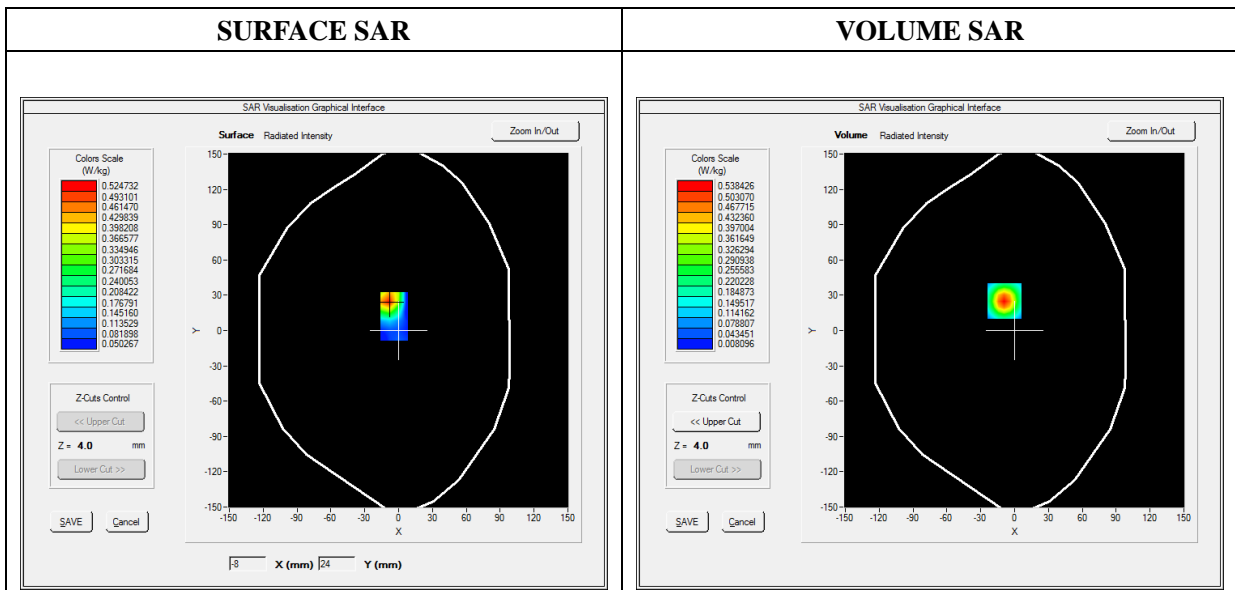 SURFACE SAR
VOLUME SAR
SAR Visualisation Graphical Interface
Surface Radiated Intensity
Zoom In/Out
Colors Scale
(W/kg)
0.524732
0.493101
0.461470
0.429839
0.398208
0.366577
0.334946
0.303315
0.271684
0.240053
0.208422
0.176791
0.145160
0.113529
0.081898
0.050267
150
120
90
60
30
0
-30
-60
-90
-120
-150
Y
-150 -120 -90 -60 -30 0 30 60 90 120 150
X
Z-Cuts Control
<< Upper Cut
Z = 4.0 mm
Lower Cut >>
SAVE Cancel
-8 X (mm) 24 Y (mm)
SAR Visualisation Graphical Interface
Volume Radiated Intensity
Zoom In/Out
Colors Scale
(W/kg)
0.538426
0.503070
0.467715
0.432360
0.397004
0.361649
0.326294
0.290938
0.255583
0.220228
0.184873
0.149517
0.114162
0.078807
0.043451
0.008096
150
120
90
60
30
0
-30
-60
-90
-120
-150
Y
-150 -120 -90 -60 -30 0 30 60 90 120 150
X
Z-Cuts Control
<< Upper Cut
Z = 4.0 mm
Lower Cut >>
SAVE Cancel